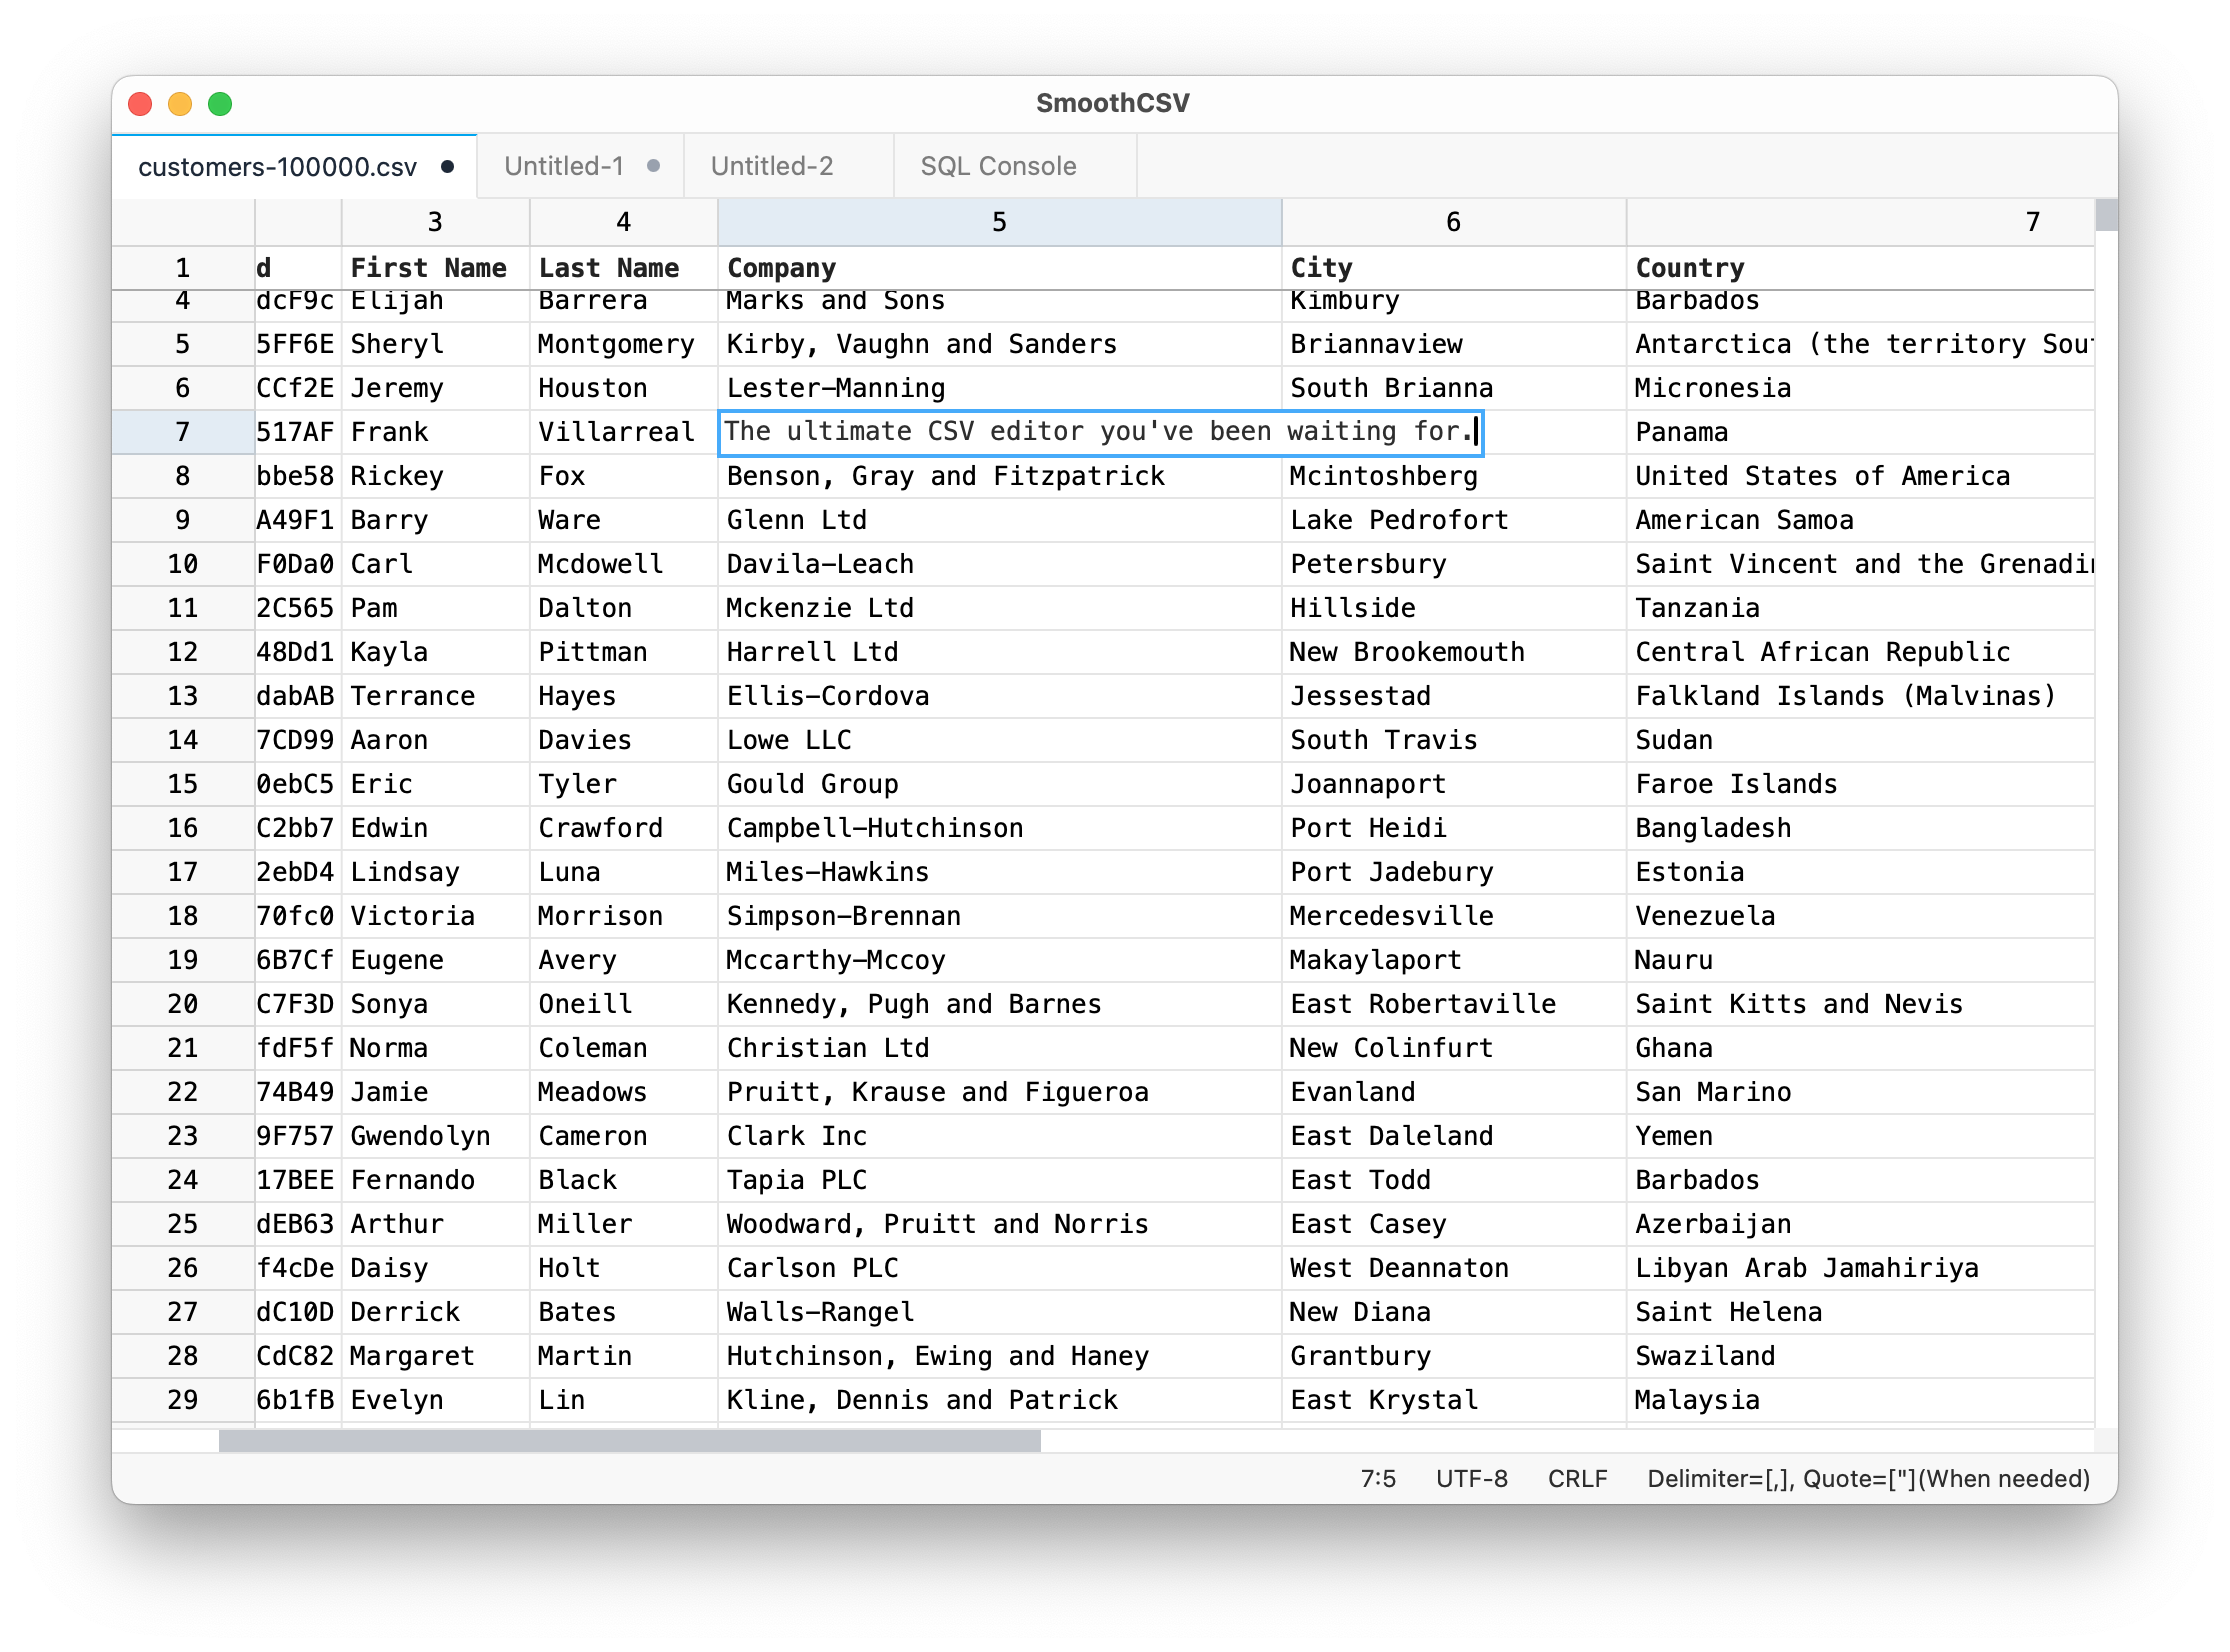 SmoothCSV
customers-100000.csv Untitled-1 Untitled-2 SQL Console
3 4 5 6 7
1 d First Name Last Name Company City Country
4 dcF9c Elijah Barrera Marks and Sons Kimbury Barbados
5 5FF6E Sheryl Montgomery Kirby, Vaughn and Sanders Briannaview Antarctica (the territory Sout
6 CCf2E Jeremy Houston Lester-Manning South Brianna Micronesia
7 517AF Frank Villarreal The ultimate CSV editor you've been waiting for. Panama
8 bbe58 Rickey Fox Benson, Gray and Fitzpatrick Mcintoshberg United States of America
9 A49F1 Barry Ware Glenn Ltd Lake Pedrofort American Samoa
10 F0Da0 Carl Mcdowell Davila-Leach Petersbury Saint Vincent and the Grenadin
11 2C565 Pam Dalton Mckenzie Ltd Hillside Tanzania
12 48Dd1 Kayla Pittman Harrell Ltd New Brookemouth Central African Republic
13 dabAB Terrance Hayes Ellis-Cordova Jessestad Falkland Islands (Malvinas)
14 7CD99 Aaron Davies Lowe LLC South Travis Sudan
15 0ebC5 Eric Tyler Gould Group Joannaport Faroe Islands
16 C2bb7 Edwin Crawford Campbell-Hutchinson Port Heidi Bangladesh
17 2ebD4 Lindsay Luna Miles-Hawkins Port Jadebury Estonia
18 70fc0 Victoria Morrison Simpson-Brennan Mercedesville Venezuela
19 6B7Cf Eugene Avery Mccarthy-Mccoy Makaylaport Nauru
20 C7F3D Sonya Oneill Kennedy, Pugh and Barnes East Robertaville Saint Kitts and Nevis
21 fdF5f Norma Coleman Christian Ltd New Colinfurt Ghana
22 74B49 Jamie Meadows Pruitt, Krause and Figueroa Evanland San Marino
23 9F757 Gwendolyn Cameron Clark Inc East Daleland Yemen
24 17BEE Fernando Black Tapia PLC East Todd Barbados
25 dEB63 Arthur Miller Woodward, Pruitt and Norris East Casey Azerbaijan
26 f4cDe Daisy Holt Carlson PLC West Deannaton Libyan Arab Jamahiriya
27 dC10D Derrick Bates Walls-Rangel New Diana Saint Helena
28 CdC82 Margaret Martin Hutchinson, Ewing and Haney Grantbury Swaziland
29 6b1fB Evelyn Lin Kline, Dennis and Patrick East Krystal Malaysia
7:5 UTF-8 CRLF Delimiter=[,], Quote=["](When needed)